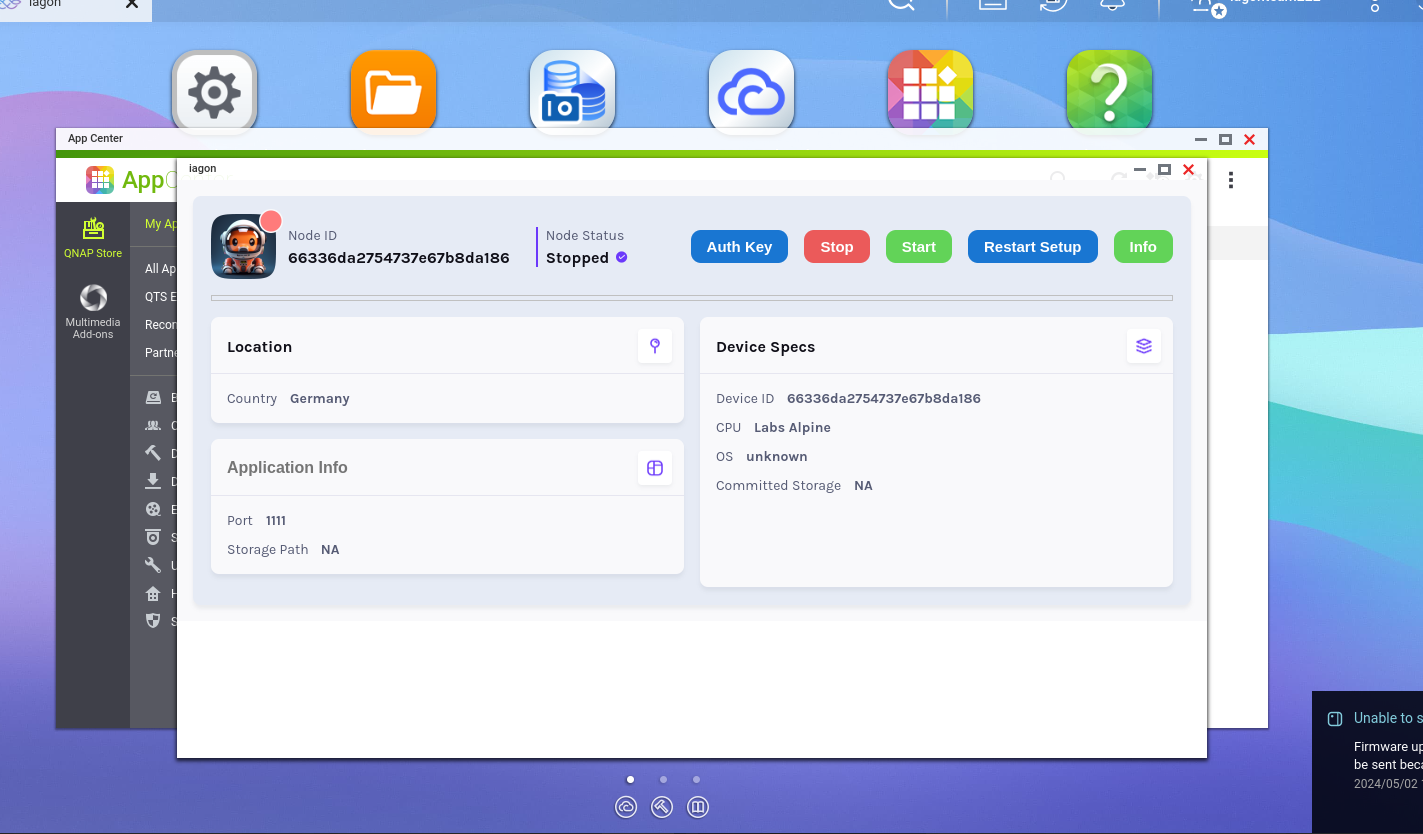 iagon
App Center
iagon
App
QNAP Store
Multimedia
Add-ons
My Ap
All Ap
QTS E
Recor
Partne
Node ID
66336da2754737e67b8da186
Node Status
Stopped
Auth Key
Stop
Start
Restart Setup
Info
Location
Country Germany
Application Info
Port 1111
Storage Path NA
Device Specs
Device ID 66336da2754737e67b8da186
CPU Labs Alpine
OS unknown
Committed Storage NA
Unable to s
Firmware up
be sent beca
2024/05/02